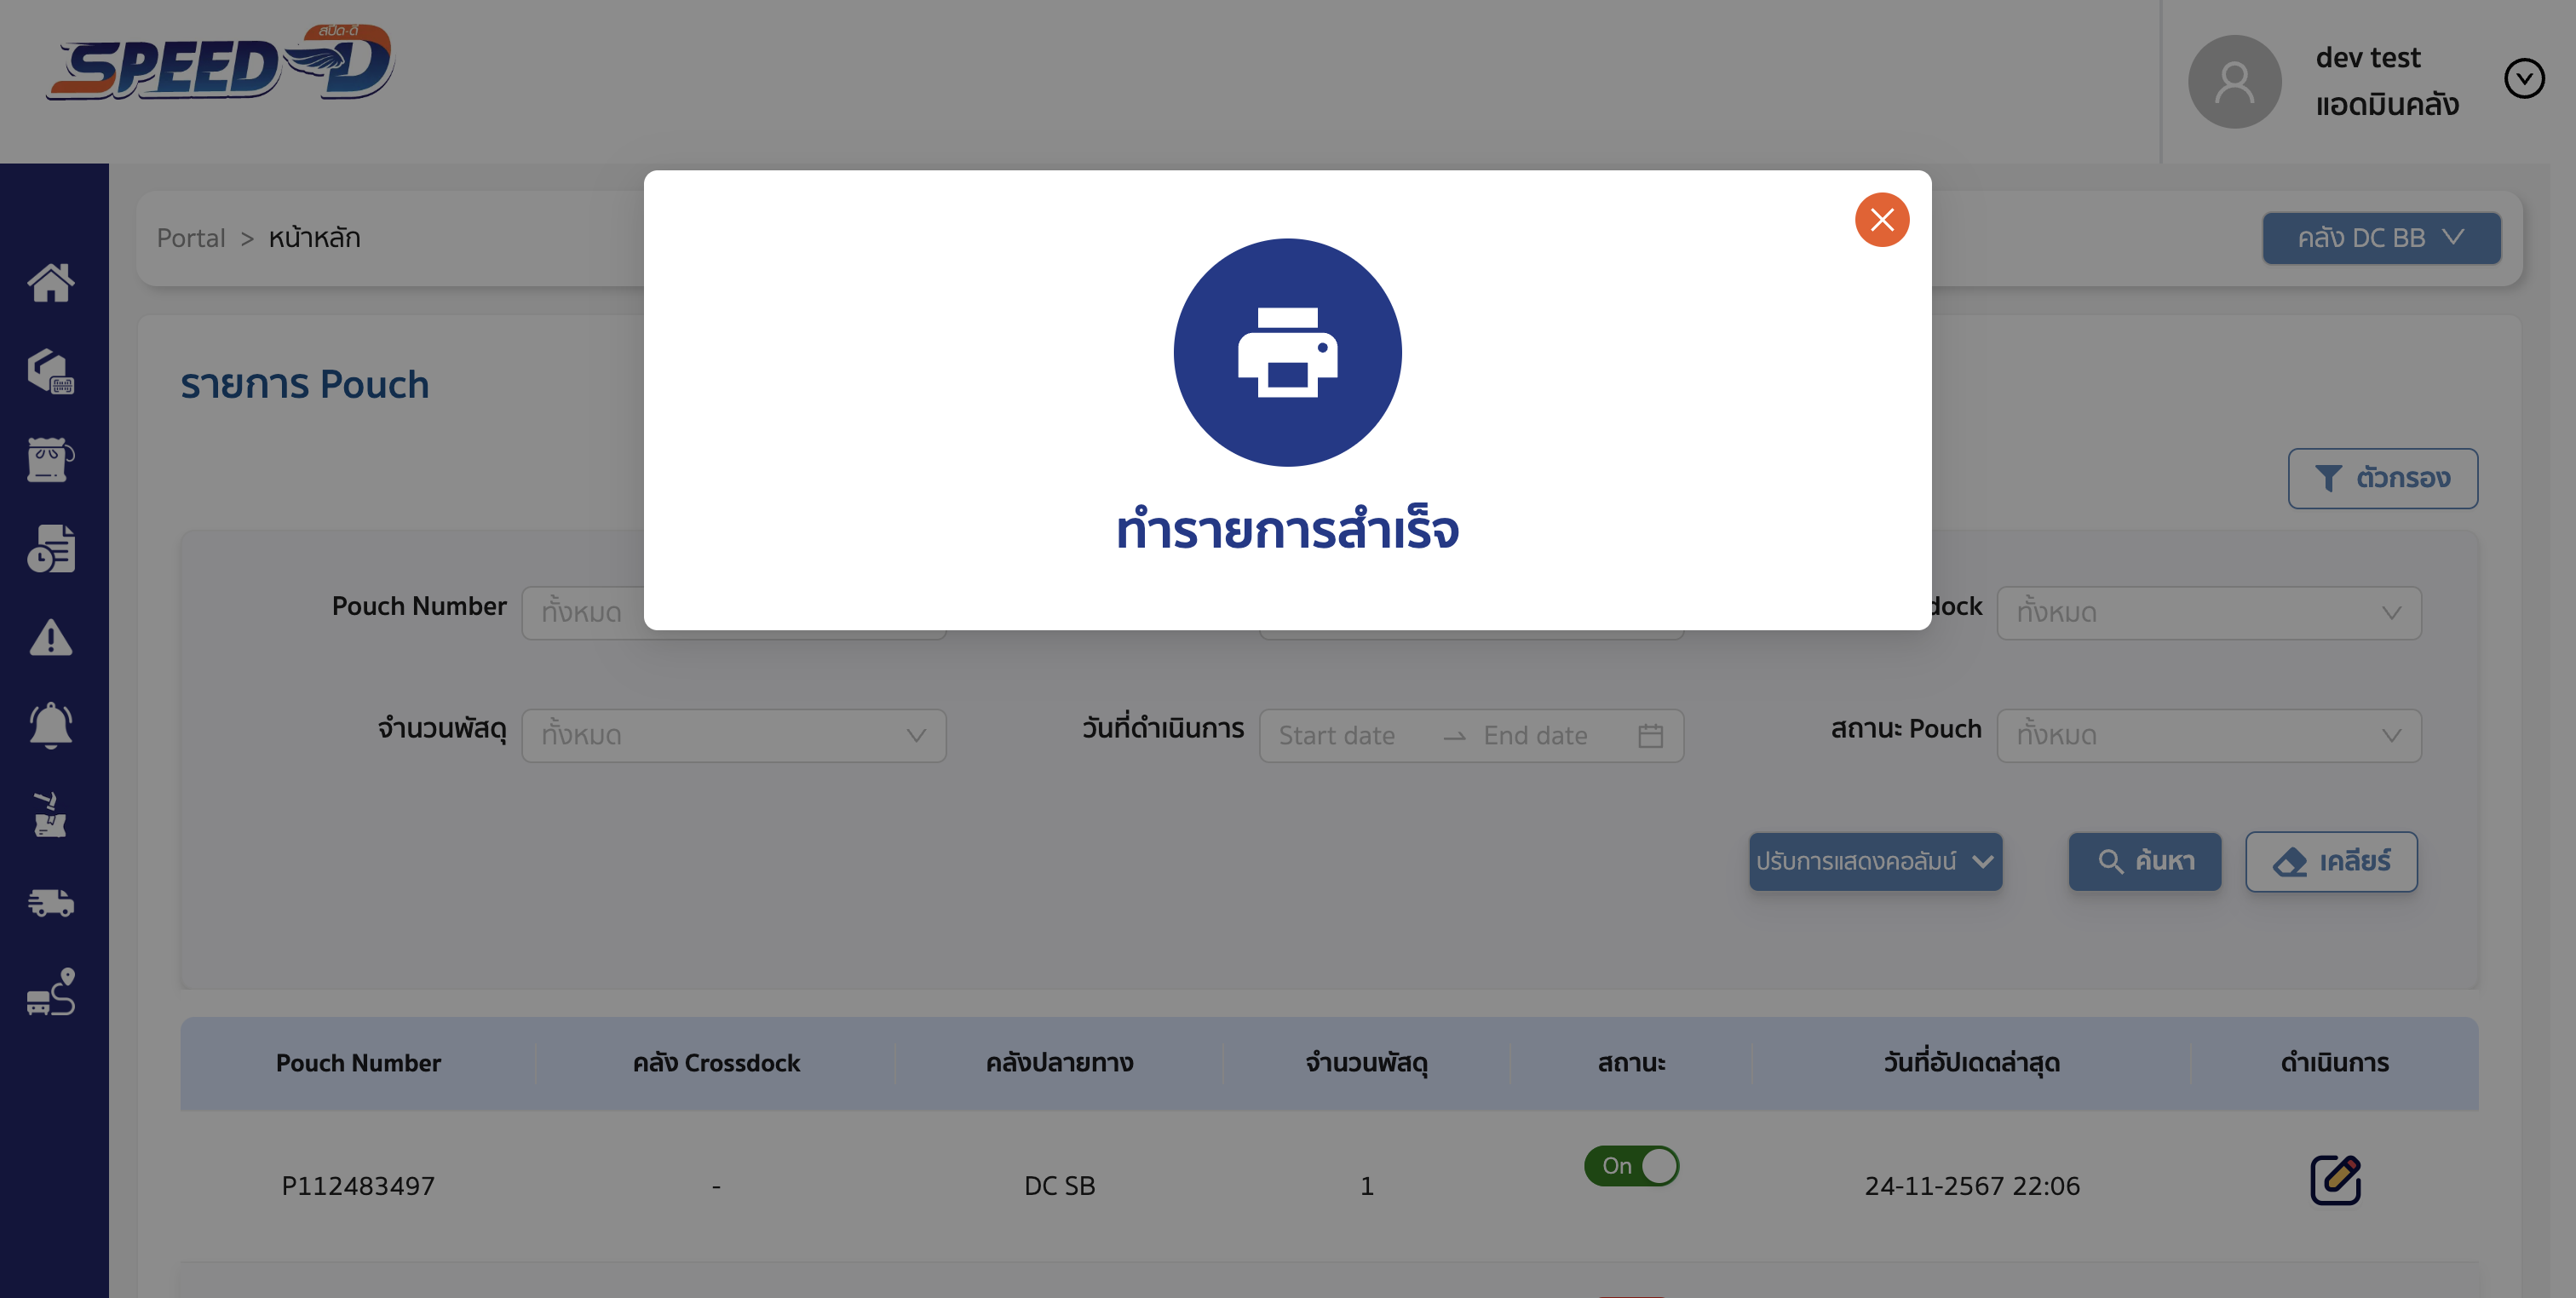 สปีด-ดี
SPEED-D
dev test
แอดมินคลัง
Portal > หน้าหลัก
คลัง DC BB
ทำรายการสำเร็จ
รายการ Pouch
ตัวกรอง
Pouch Number ทั้งหมด
dock ทั้งหมด
จำนวนพัสดุ ทั้งหมด
วันที่ดำเนินการ Start date → End date
สถานะ Pouch ทั้งหมด
ปรับการแสดงคอลัมน์
ค้นหา
เคลียร์
Pouch Number คลัง Crossdock คลังปลายทาง จำนวนพัสดุ สถานะ วันที่อัปเดตล่าสุด ดำเนินการ
P112483497 - DC SB 1 On 24-11-2567 22:06